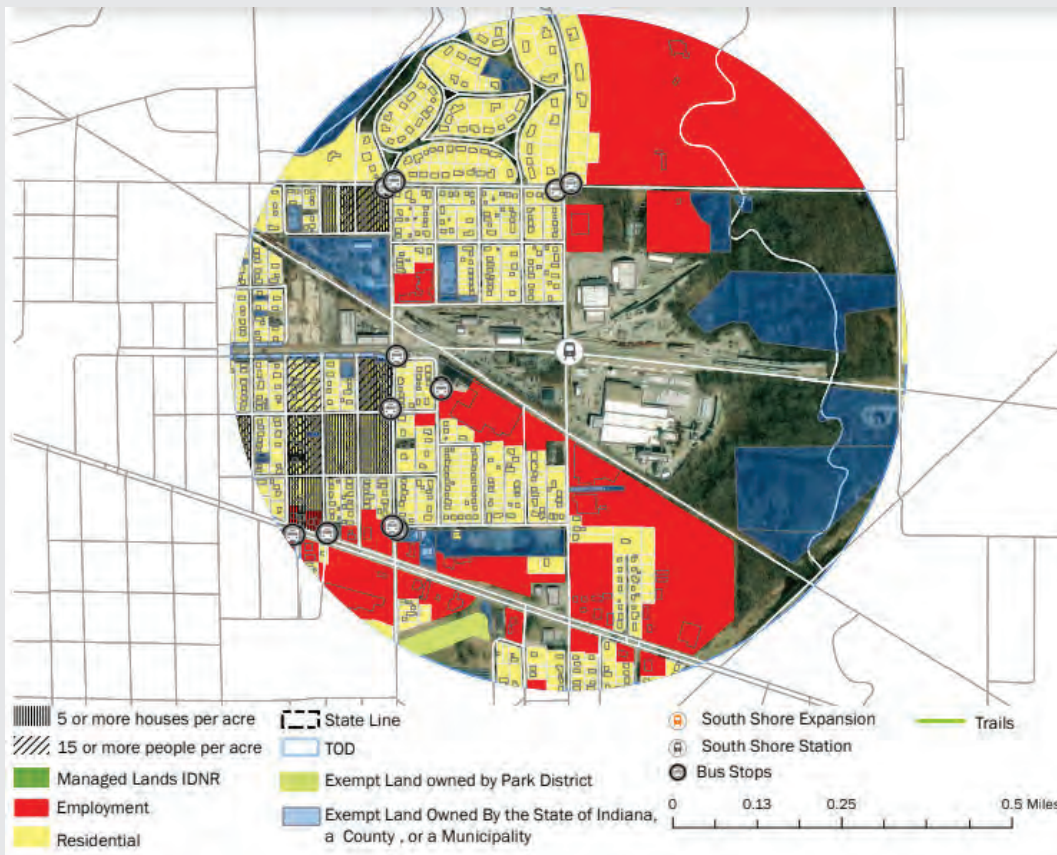 5 or more houses per acre
15 or more people per acre
Managed Lands IDNR
Employment
Residential
State Line
TOD
Exempt Land owned by Park District
Exempt Land Owned By the State of Indiana,
a County , or a Municipality
South Shore Expansion
South Shore Station
Bus Stops
Trails
0 0.13 0.25 0.5 Miles